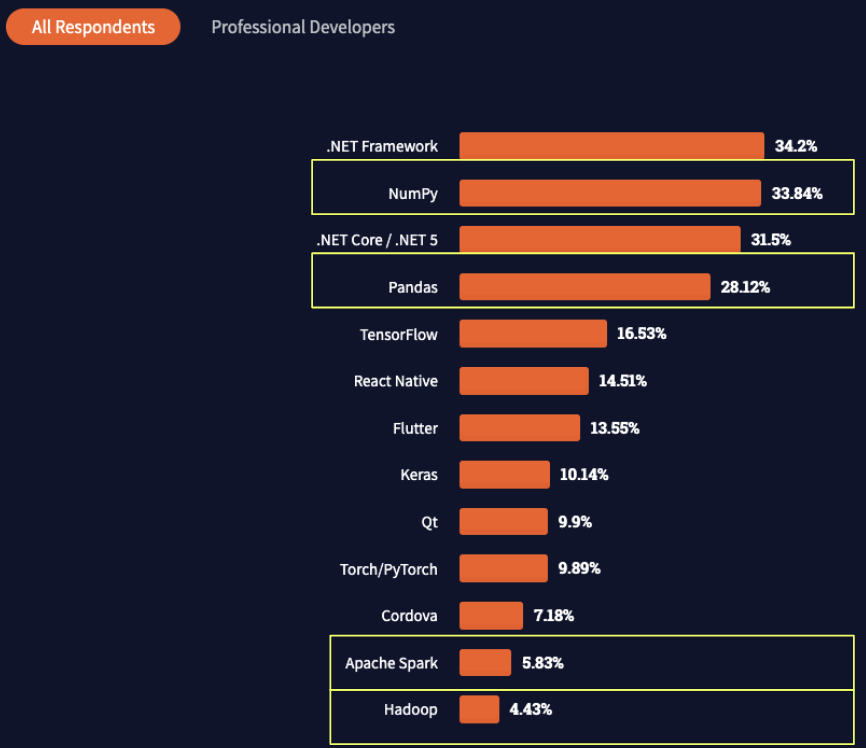 All Respondents Professional Developers
.NET Framework 34.2%
NumPy 33.84%
.NET Core / .NET 5 31.5%
Pandas 28.12%
TensorFlow 16.53%
React Native 14.51%
Flutter 13.55%
Keras 10.14%
Qt 9.9%
Torch/PyTorch 9.89%
Cordova 7.18%
Apache Spark 5.83%
Hadoop 4.43%